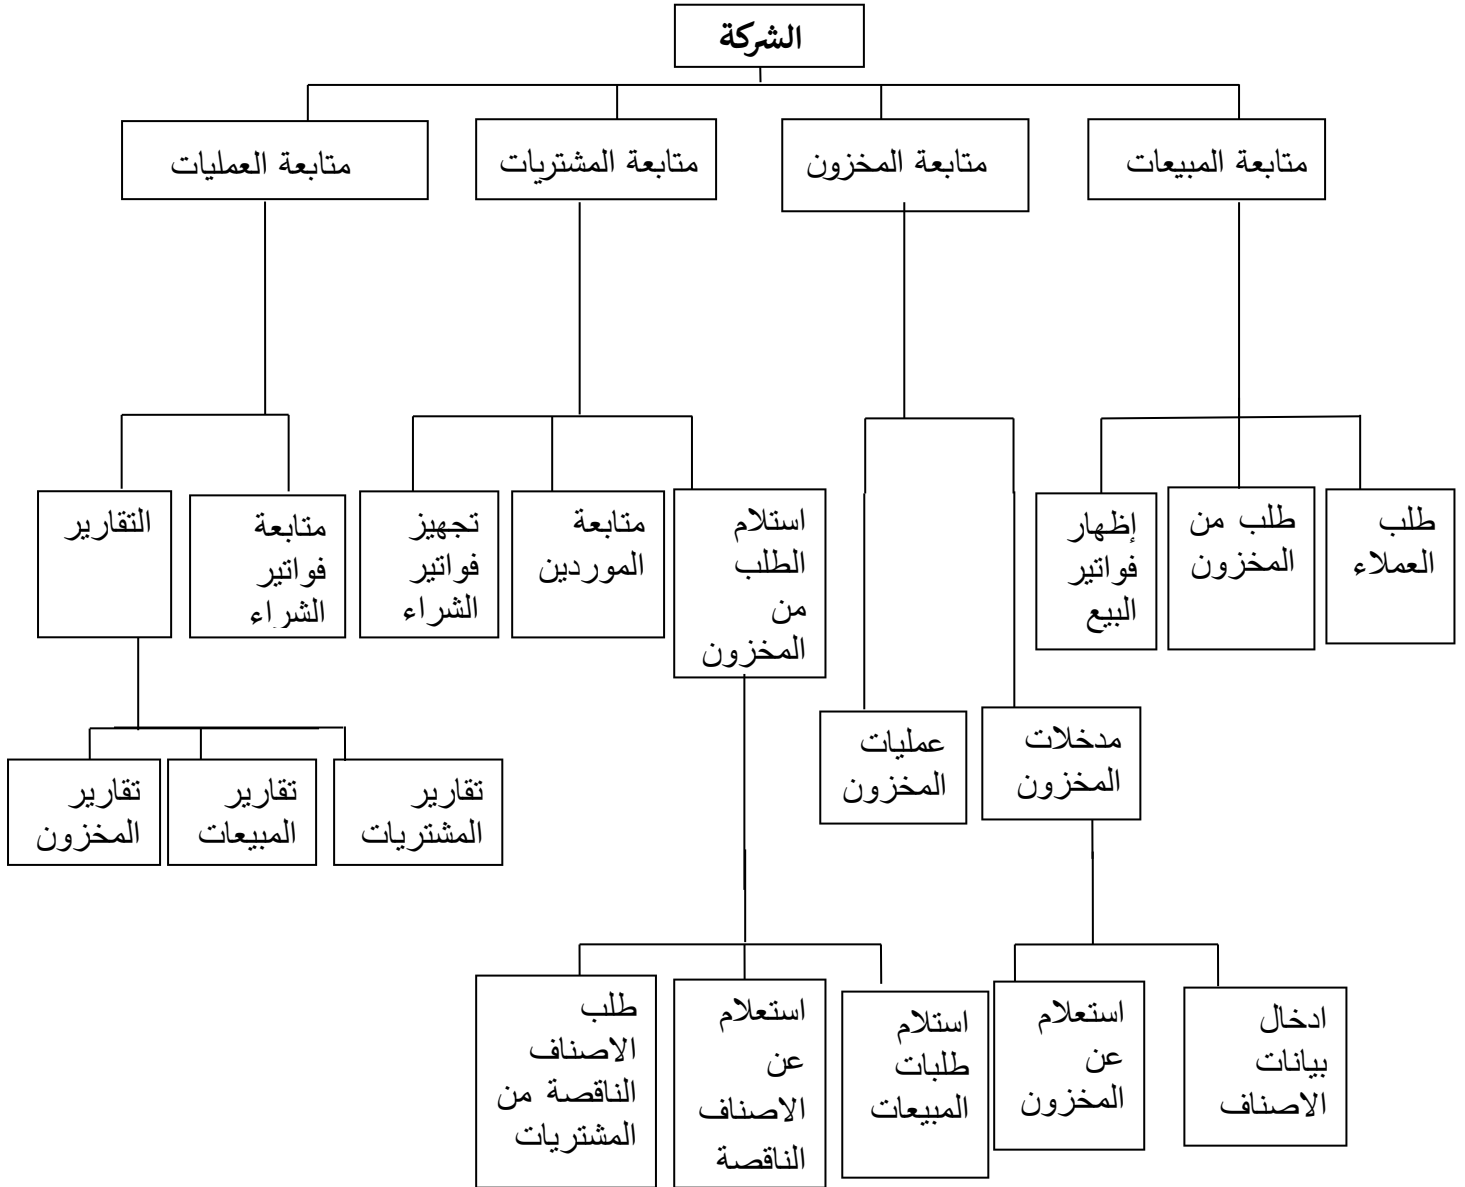 الشركة
متابعة المبيعات
متابعة المخزون
متابعة المشتريات
متابعة العمليات
طلب
العملاء
طلب من
المخزون
إظهار
فواتير
البيع
استلام
الطلب
من
المخزون
متابعة
الموردين
تجهيز
فواتير
الشراء
متابعة
فواتير
الشراء
التقارير
مدخلات
المخزون
عمليات
المخزون
تقارير
المشتريات
تقارير
المبيعات
تقارير
المخزون
ادخال
بيانات
الاصناف
استعلام
عن
المخزون
استلام
طلبات
المبيعات
استعلام
عن
الاصناف
الناقصة
طلب
الاصناف
الناقصة من
المشتريات